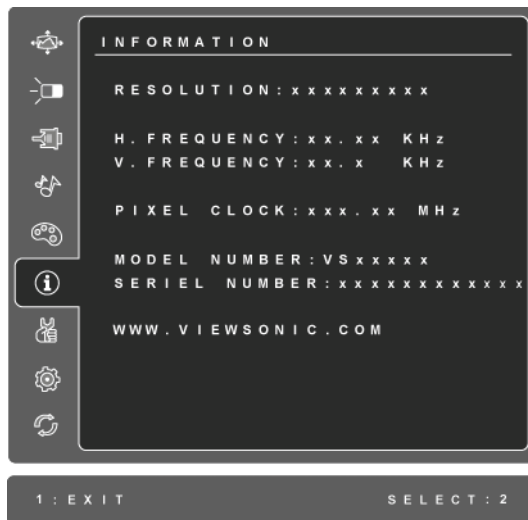 INFORMATION
RESOLUTION:xxxxxxxxx
H. FREQUENCY:xx.xx KHz
V. FREQUENCY:xx.x KHz
PIXEL CLOCK:xxx.xx MHz
MODEL NUMBER:VSxxxxx
SERIEL NUMBER:xxxxxxxxxxxx
WWW.VIEWSONIC.COM
1:EXIT SELECT:2